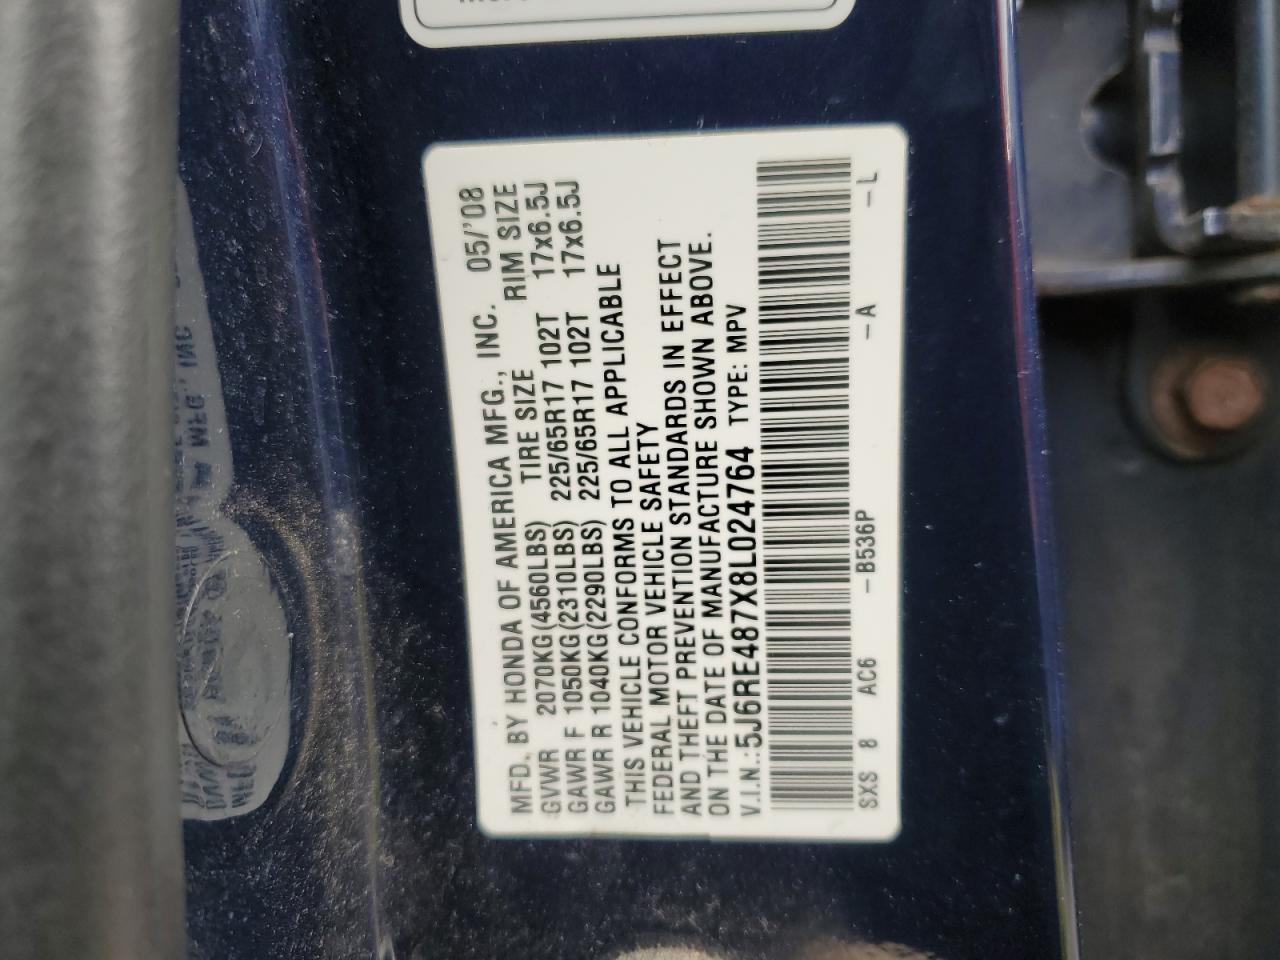 MFD. BY HONDA OF AMERICA MFG., INC. 05/'08
GVWR 2070KG(4560LBS) TIRE SIZE RIM SIZE
GAWR F 1050KG(2310LBS) 225/65R17 102T 17x6.5J
GAWR R 1040KG(2290LBS) 225/65R17 102T 17x6.5J
THIS VEHICLE CONFORMS TO ALL APPLICABLE
FEDERAL MOTOR VEHICLE SAFETY
AND THEFT PREVENTION STANDARDS IN EFFECT
ON THE DATE OF MANUFACTURE SHOWN ABOVE.
V.I.N.:5J6RE487X8L024764 TYPE: MPV
SXS 8 AC6 -B536P -A -L